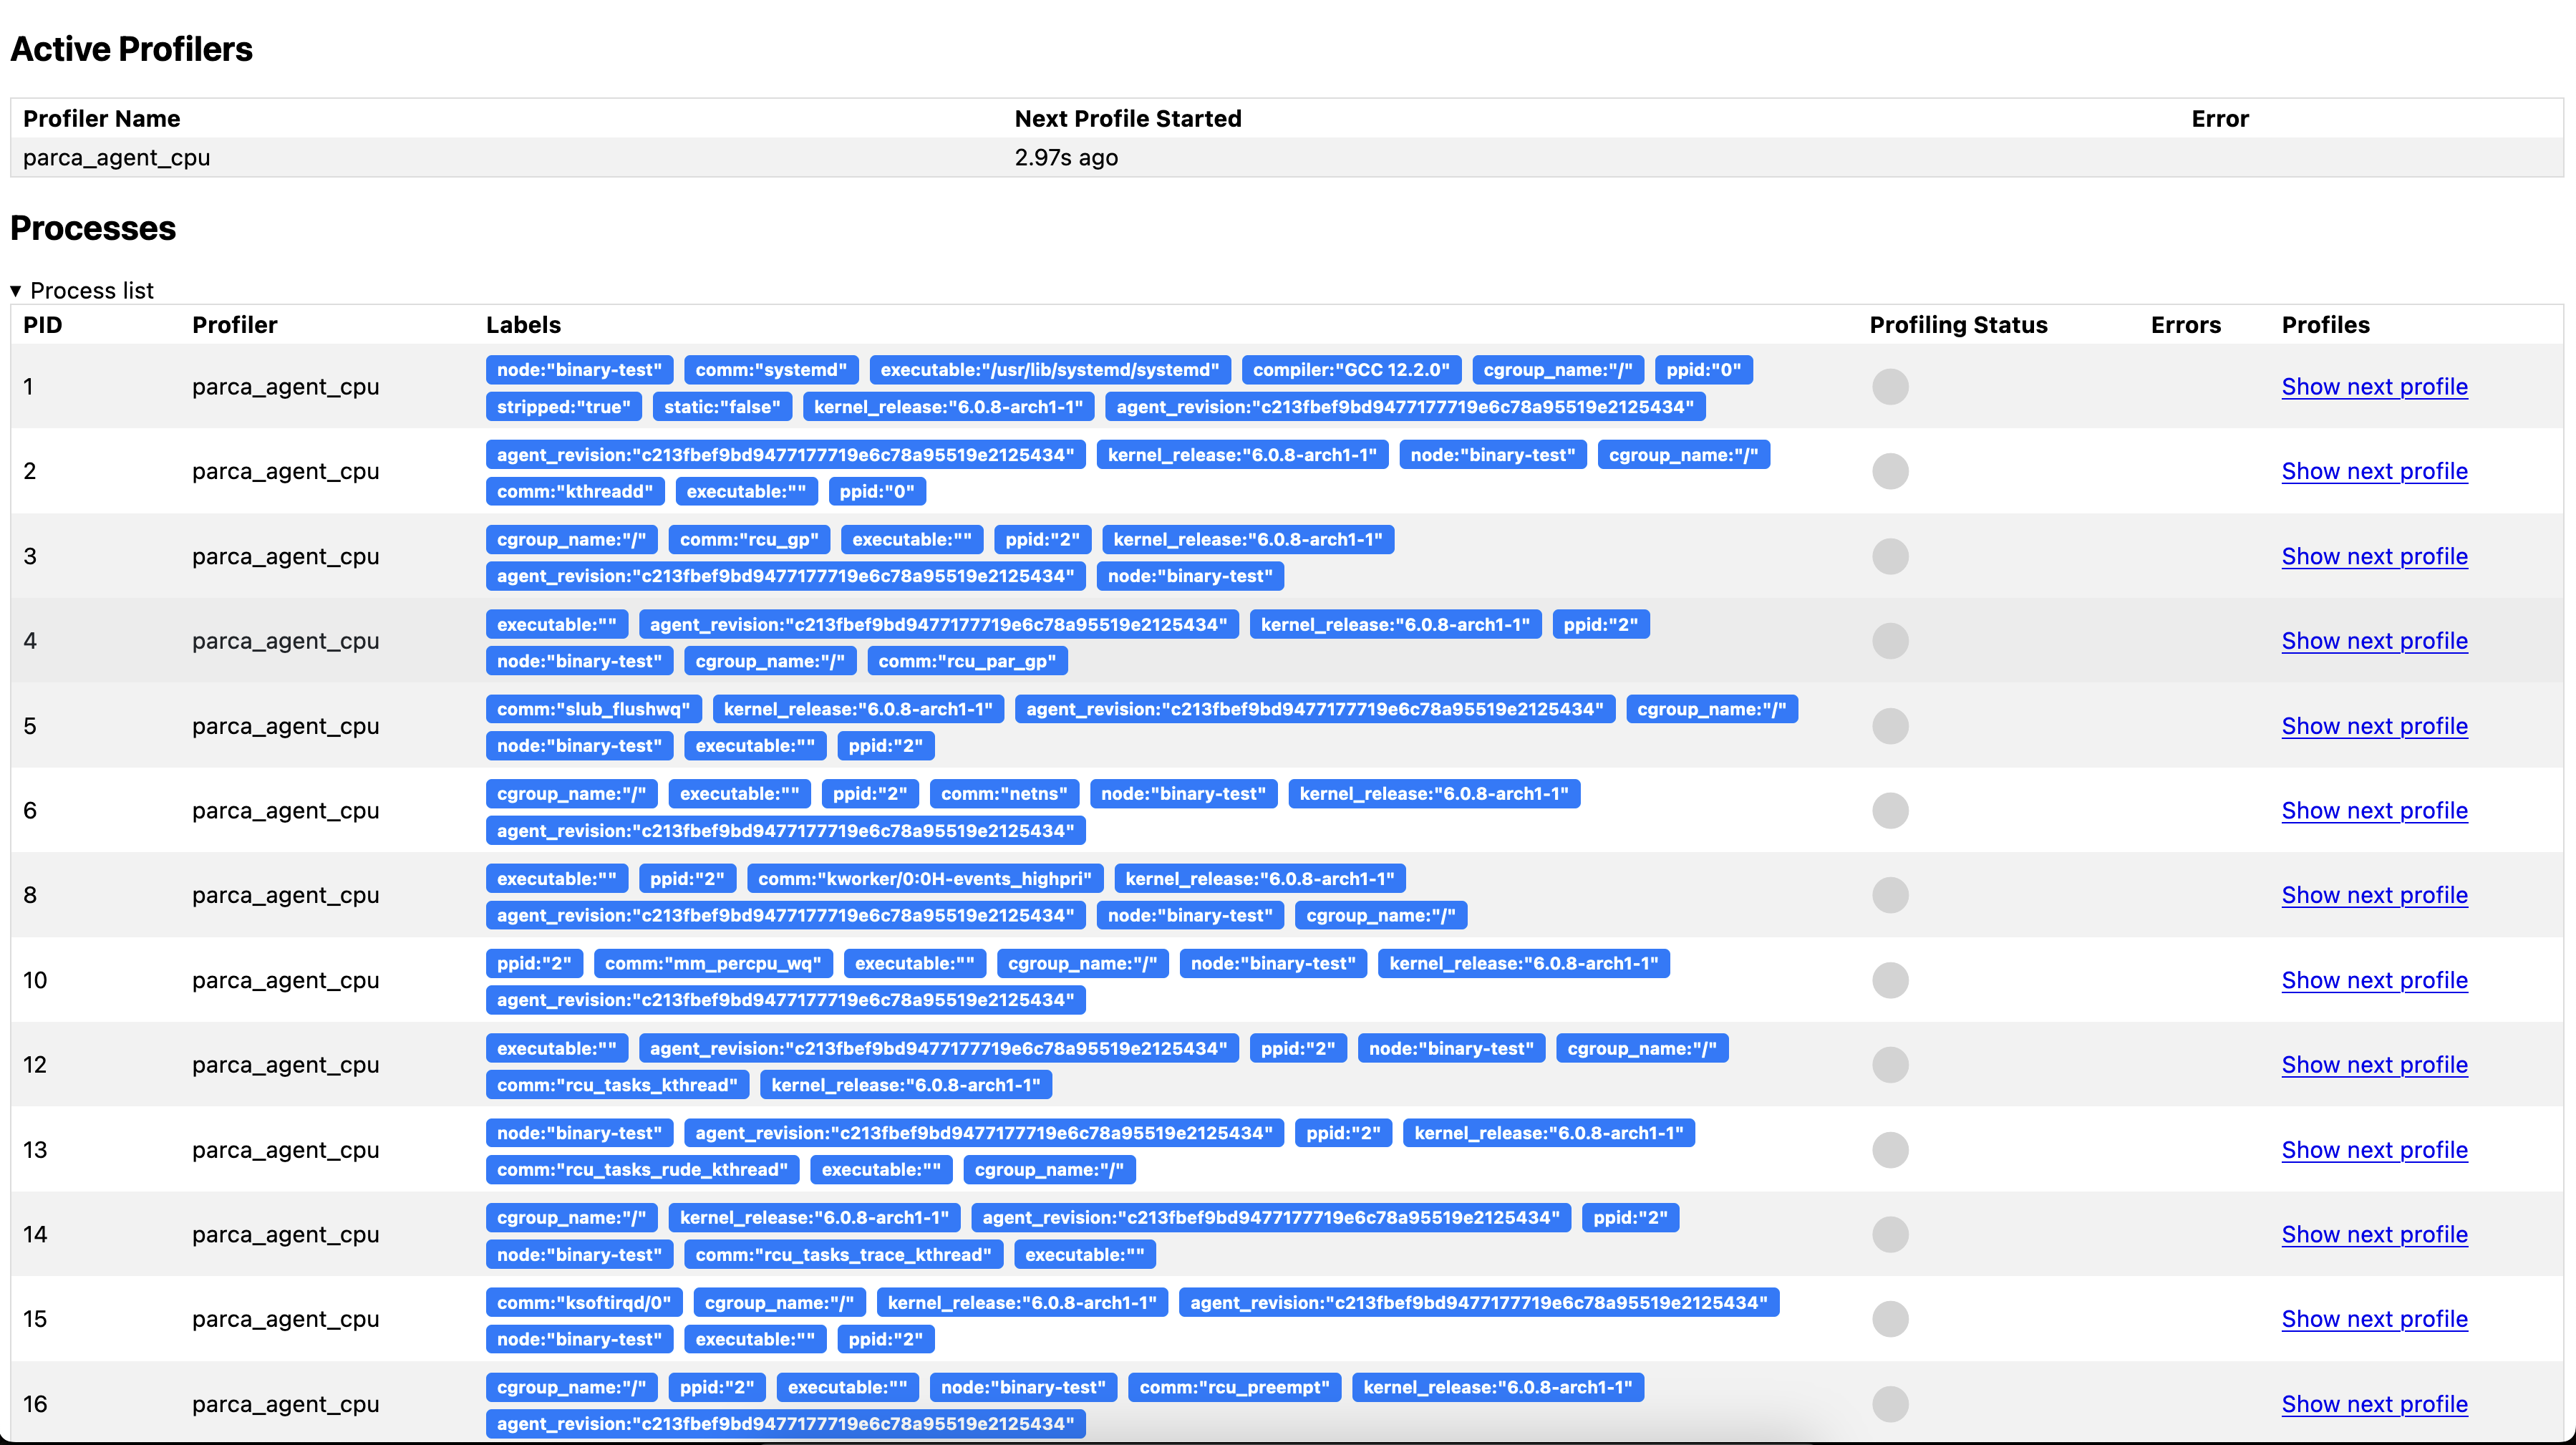 Active Profilers
Profiler Name Next Profile Started Error
parca_agent_cpu 2.97s ago
Processes
▼ Process list
PID Profiler Labels Profiling Status Errors Profiles
1 parca_agent_cpu node:"binary-test" comm:"systemd" executable:"/usr/lib/systemd/systemd" compiler:"GCC 12.2.0" cgroup_name:"/" ppid:"0" Show next profile
stripped:"true" static:"false" kernel_release:"6.0.8-arch1-1" agent_revision:"c213fbef9bd9477177719e6c78a95519e2125434"
2 parca_agent_cpu agent_revision:"c213fbef9bd9477177719e6c78a95519e2125434" kernel_release:"6.0.8-arch1-1" node:"binary-test" cgroup_name:"/" Show next profile
comm:"kthreadd" executable:"" ppid:"0"
3 parca_agent_cpu cgroup_name:"/" comm:"rcu_gp" executable:"" ppid:"2" kernel_release:"6.0.8-arch1-1" Show next profile
agent_revision:"c213fbef9bd9477177719e6c78a95519e2125434" node:"binary-test"
4 parca_agent_cpu executable:"" agent_revision:"c213fbef9bd9477177719e6c78a95519e2125434" kernel_release:"6.0.8-arch1-1" ppid:"2" Show next profile
node:"binary-test" cgroup_name:"/" comm:"rcu_par_gp"
5 parca_agent_cpu comm:"slub_flushwq" kernel_release:"6.0.8-arch1-1" agent_revision:"c213fbef9bd9477177719e6c78a95519e2125434" cgroup_name:"/" Show next profile
node:"binary-test" executable:"" ppid:"2"
6 parca_agent_cpu cgroup_name:"/" executable:"" ppid:"2" comm:"netns" node:"binary-test" kernel_release:"6.0.8-arch1-1" Show next profile
agent_revision:"c213fbef9bd9477177719e6c78a95519e2125434"
8 parca_agent_cpu executable:"" ppid:"2" comm:"kworker/0:0H-events_highpri" kernel_release:"6.0.8-arch1-1" Show next profile
agent_revision:"c213fbef9bd9477177719e6c78a95519e2125434" node:"binary-test" cgroup_name:"/"
10 parca_agent_cpu ppid:"2" comm:"mm_percpu_wq" executable:"" cgroup_name:"/" node:"binary-test" kernel_release:"6.0.8-arch1-1" Show next profile
agent_revision:"c213fbef9bd9477177719e6c78a95519e2125434"
12 parca_agent_cpu executable:"" agent_revision:"c213fbef9bd9477177719e6c78a95519e2125434" ppid:"2" node:"binary-test" cgroup_name:"/" Show next profile
comm:"rcu_tasks_kthread" kernel_release:"6.0.8-arch1-1"
13 parca_agent_cpu node:"binary-test" agent_revision:"c213fbef9bd9477177719e6c78a95519e2125434" ppid:"2" kernel_release:"6.0.8-arch1-1" Show next profile
comm:"rcu_tasks_rude_kthread" executable:"" cgroup_name:"/"
14 parca_agent_cpu cgroup_name:"/" kernel_release:"6.0.8-arch1-1" agent_revision:"c213fbef9bd9477177719e6c78a95519e2125434" ppid:"2" Show next profile
node:"binary-test" comm:"rcu_tasks_trace_kthread" executable:""
15 parca_agent_cpu comm:"ksoftirqd/0" cgroup_name:"/" kernel_release:"6.0.8-arch1-1" agent_revision:"c213fbef9bd9477177719e6c78a95519e2125434" Show next profile
node:"binary-test" executable:"" ppid:"2"
16 parca_agent_cpu cgroup_name:"/" ppid:"2" executable:"" node:"binary-test" comm:"rcu_preempt" kernel_release:"6.0.8-arch1-1" Show next profile
agent_revision:"c213fbef9bd9477177719e6c78a95519e2125434"